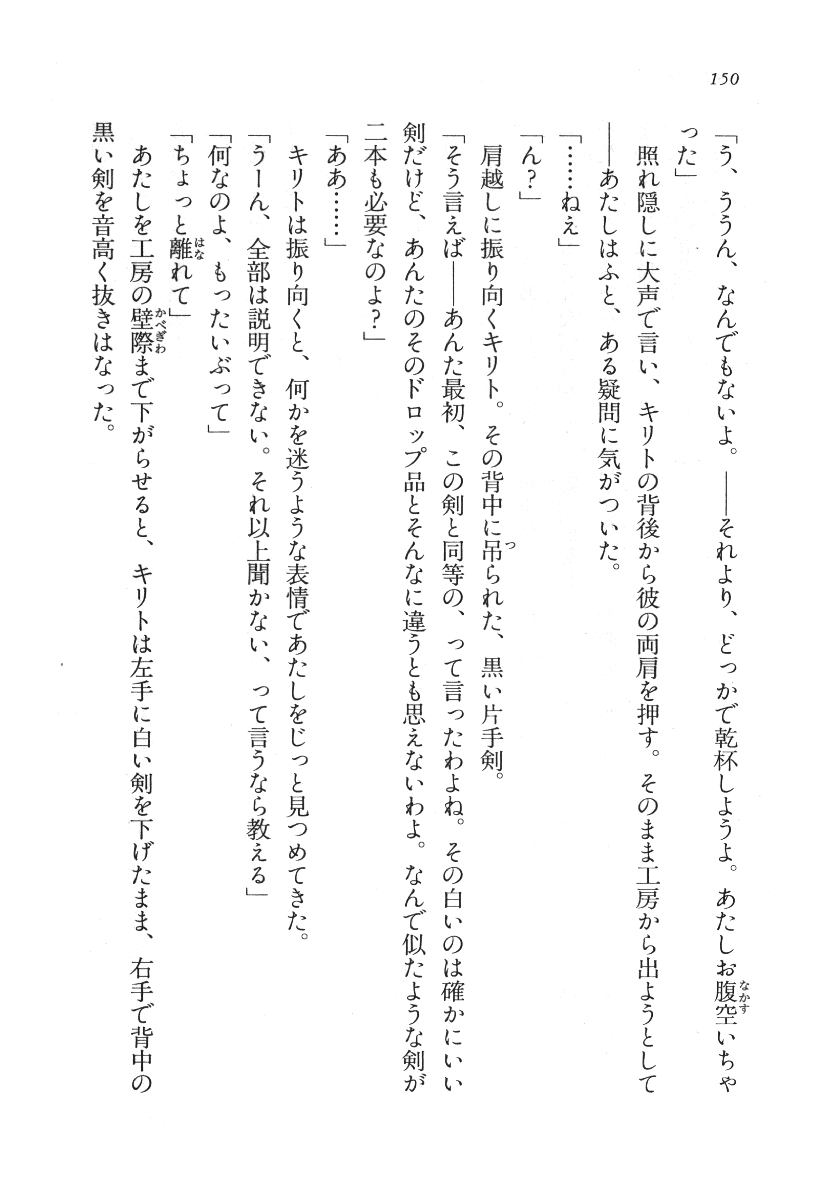 150
「う、ううん、なんでもないよ。――それより、どっかで乾杯しようよ。あたしお腹空いちゃ
った」
　照れ隠しに大声で言い、キリトの背後から彼の両肩を押す。そのまま工房から出ようとして
――あたしはふと、ある疑問に気がついた。
「……ねえ」
「ん？」
　肩越しに振り向くキリト。その背中に吊られた、黒い片手剣。
「そう言えば――あんた最初、この剣と同等の、って言ったわよね。その白いのは確かにいい
剣だけど、あんたのそのドロップ品とそんなに違うとも思えないわよ。なんで似たような剣が
二本も必要なのよ？」
「ああ……」
　キリトは振り向くと、何かを迷うような表情であたしをじっと見つめてきた。
「うーん、全部は説明できない。それ以上聞かない、って言うなら教える」
「何なのよ、もったいぶって」
「ちょっと離れて」
　あたしを工房の壁際まで下がらせると、キリトは左手に白い剣を下げたまま、右手で背中の
黒い剣を音高く抜きはなった。